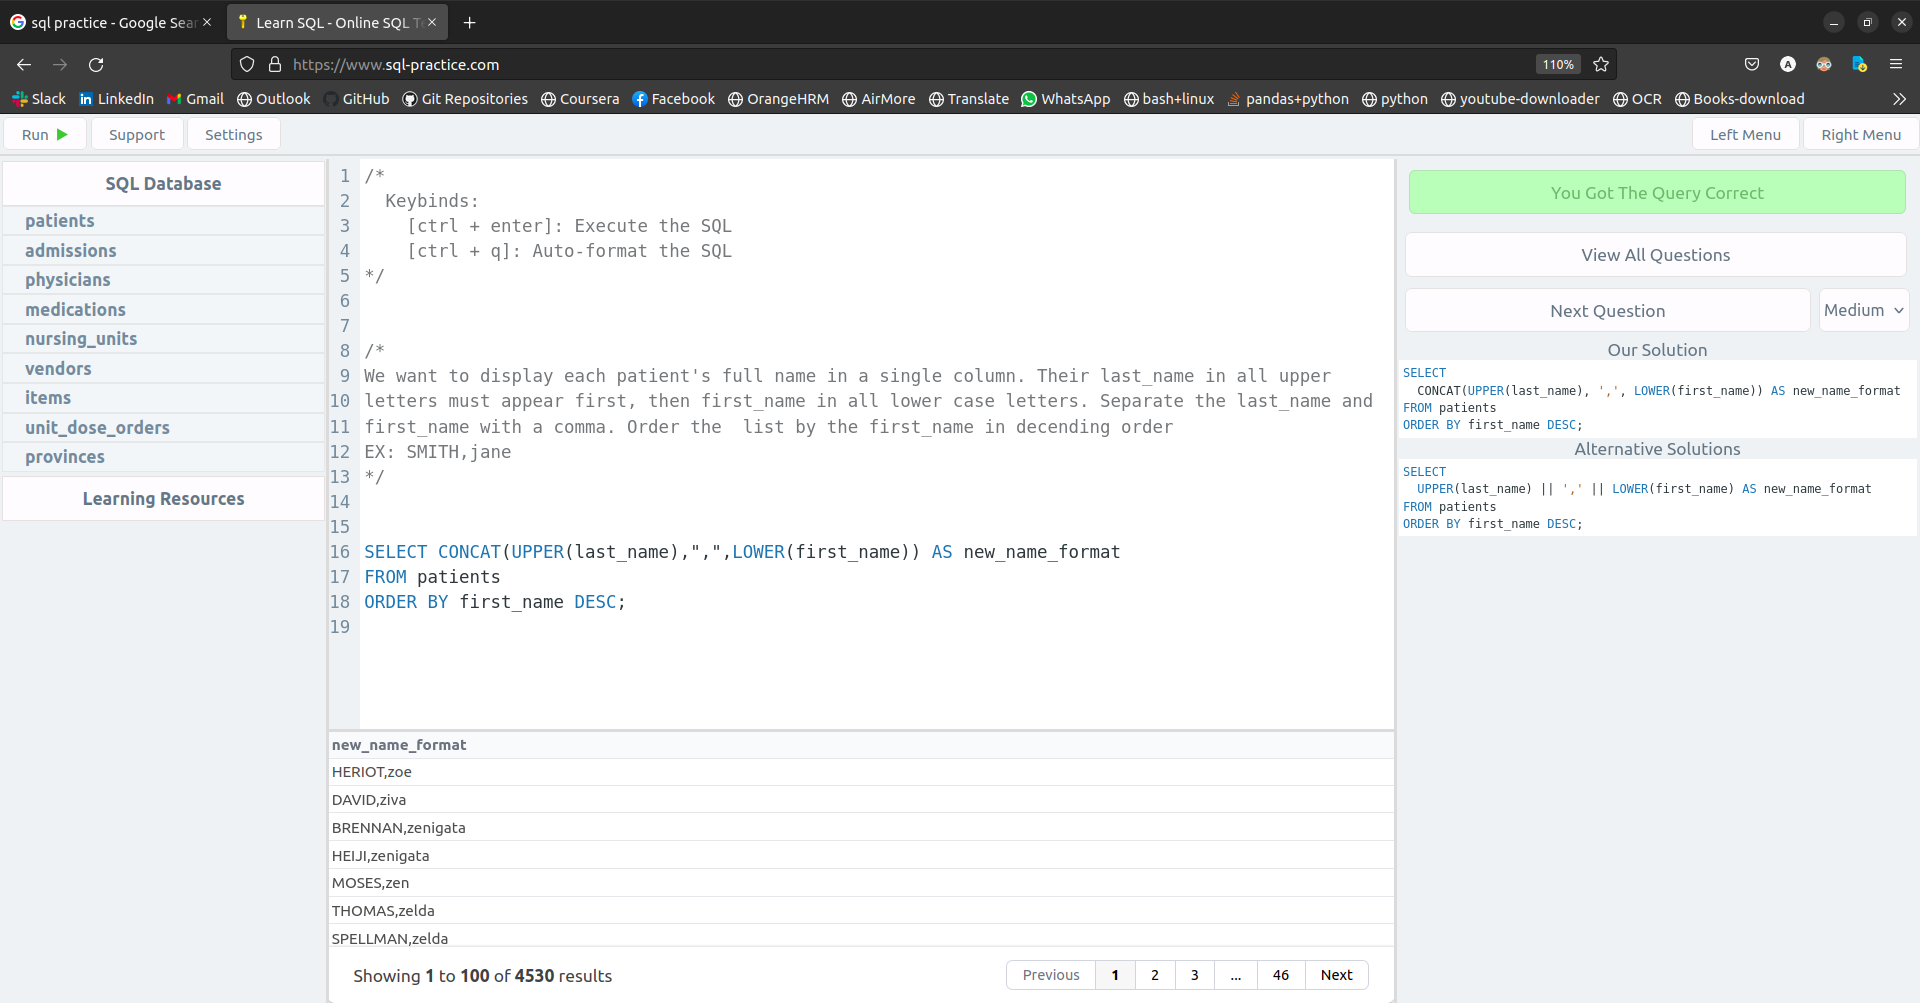 sql practice - Google Sear
Learn SQL - Online SQL Te
https://www.sql-practice.com
110%
Slack
LinkedIn
Gmail
Outlook
GitHub
Git Repositories
Coursera
Facebook
OrangeHRM
AirMore
Translate
WhatsApp
bash+linux
pandas+python
python
youtube-downloader
OCR
Books-download
Run
Support
Settings
Left Menu
Right Menu
SQL Database
patients
admissions
physicians
medications
nursing_units
vendors
items
unit_dose_orders
provinces
Learning Resources
1 /*
2   Keybinds:
3     [ctrl + enter]: Execute the SQL
4     [ctrl + q]: Auto-format the SQL
5 */
6
7
8 /*
9 We want to display each patient's full name in a single column. Their last_name in all upper
10 letters must appear first, then first_name in all lower case letters. Separate the last_name and
11 first_name with a comma. Order the  list by the first_name in decending order
12 EX: SMITH,jane
13 */
14
15
16 SELECT CONCAT(UPPER(last_name),",",LOWER(first_name)) AS new_name_format
17 FROM patients
18 ORDER BY first_name DESC;
19
new_name_format
HERIOT,zoe
DAVID,ziva
BRENNAN,zenigata
HEIJI,zenigata
MOSES,zen
THOMAS,zelda
SPELLMAN,zelda
Showing 1 to 100 of 4530 results
Previous 1 2 3 ... 46 Next
You Got The Query Correct
View All Questions
Next Question
Medium
Our Solution
SELECT
  CONCAT(UPPER(last_name), ',', LOWER(first_name)) AS new_name_format
FROM patients
ORDER BY first_name DESC;
Alternative Solutions
SELECT
  UPPER(last_name) || ',' || LOWER(first_name) AS new_name_format
FROM patients
ORDER BY first_name DESC;